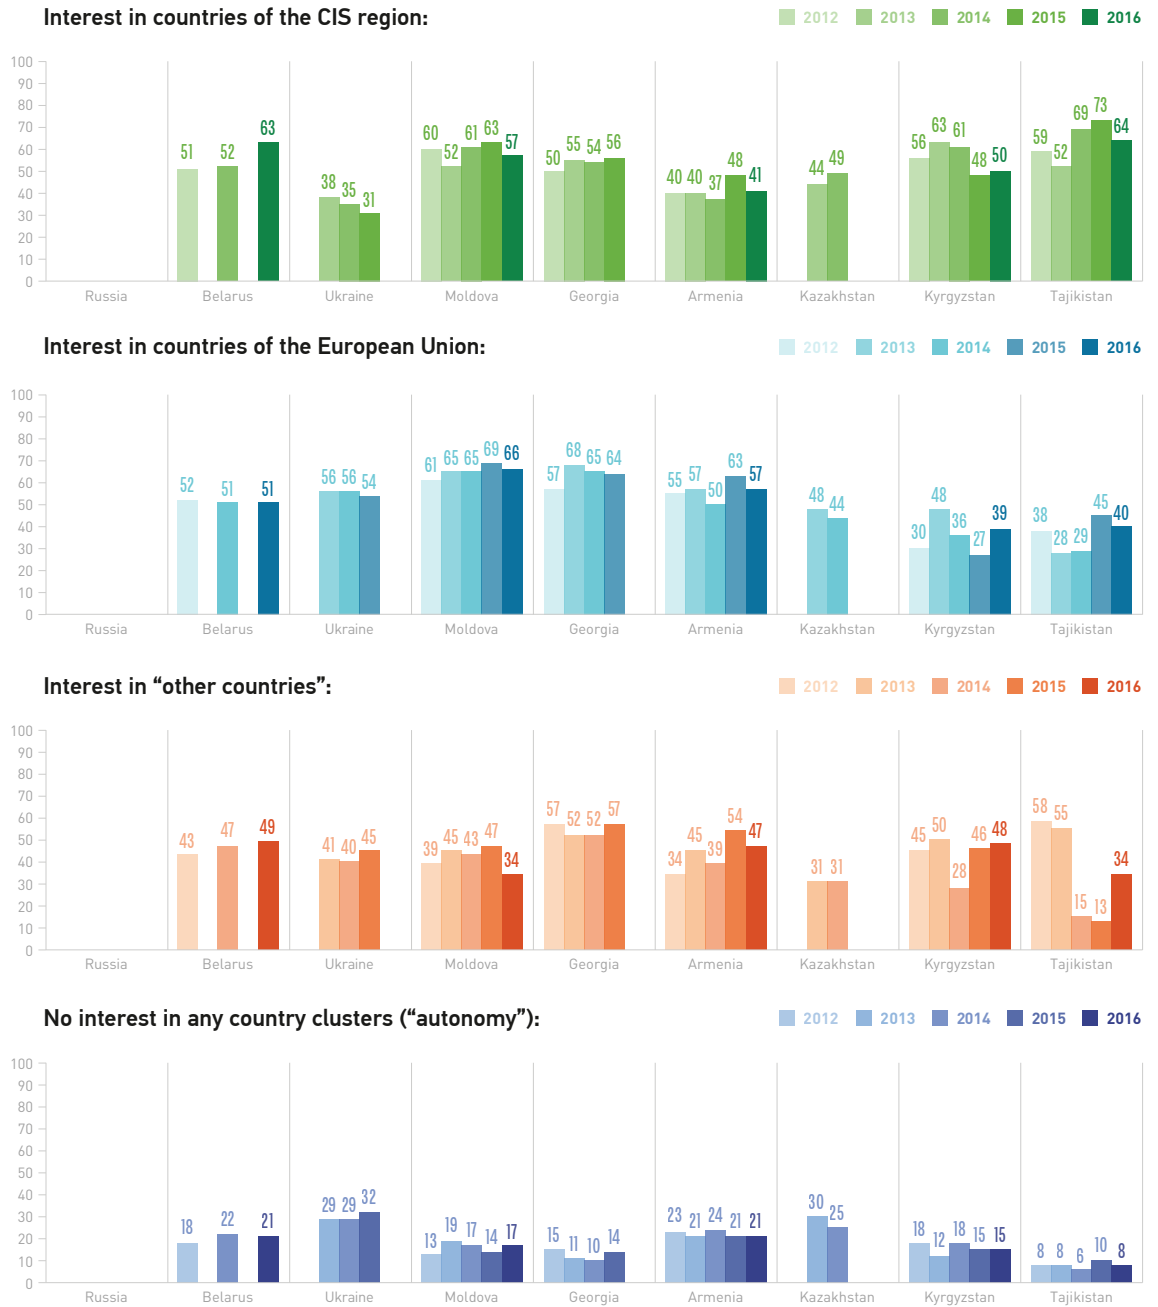 Interest in countries of the CIS region:
2012 2013 2014 2015 2016
100
90
80
70
60
50
40
30
20
10
0
51 52 63
38 35 31
60 52 61 63 57
50 55 54 56
40 40 37 48 41
44 49
56 63 61 48 50
59 52 69 73 64
Russia Belarus Ukraine Moldova Georgia Armenia Kazakhstan Kyrgyzstan Tajikistan
Interest in countries of the European Union:
2012 2013 2014 2015 2016
100
90
80
70
60
50
40
30
20
10
0
52 51 51
56 56 54
61 65 65 69 66
57 68 65 64
55 57 50 63 57
48 44
30 48 36 27 39
38 28 29 45 40
Russia Belarus Ukraine Moldova Georgia Armenia Kazakhstan Kyrgyzstan Tajikistan
Interest in “other countries”:
2012 2013 2014 2015 2016
100
90
80
70
60
50
40
30
20
10
0
43 47 49
41 40 45
39 45 43 47 34
57 52 52 57
34 45 39 54 47
31 31
45 50 28 46 48
58 55 15 13 34
Russia Belarus Ukraine Moldova Georgia Armenia Kazakhstan Kyrgyzstan Tajikistan
No interest in any country clusters (“autonomy”):
2012 2013 2014 2015 2016
100
90
80
70
60
50
40
30
20
10
0
18 22 21
29 29 32
13 19 17 14 17
15 11 10 14
23 21 24 21 21
30 25
18 12 18 15 15
8 8 6 10 8
Russia Belarus Ukraine Moldova Georgia Armenia Kazakhstan Kyrgyzstan Tajikistan